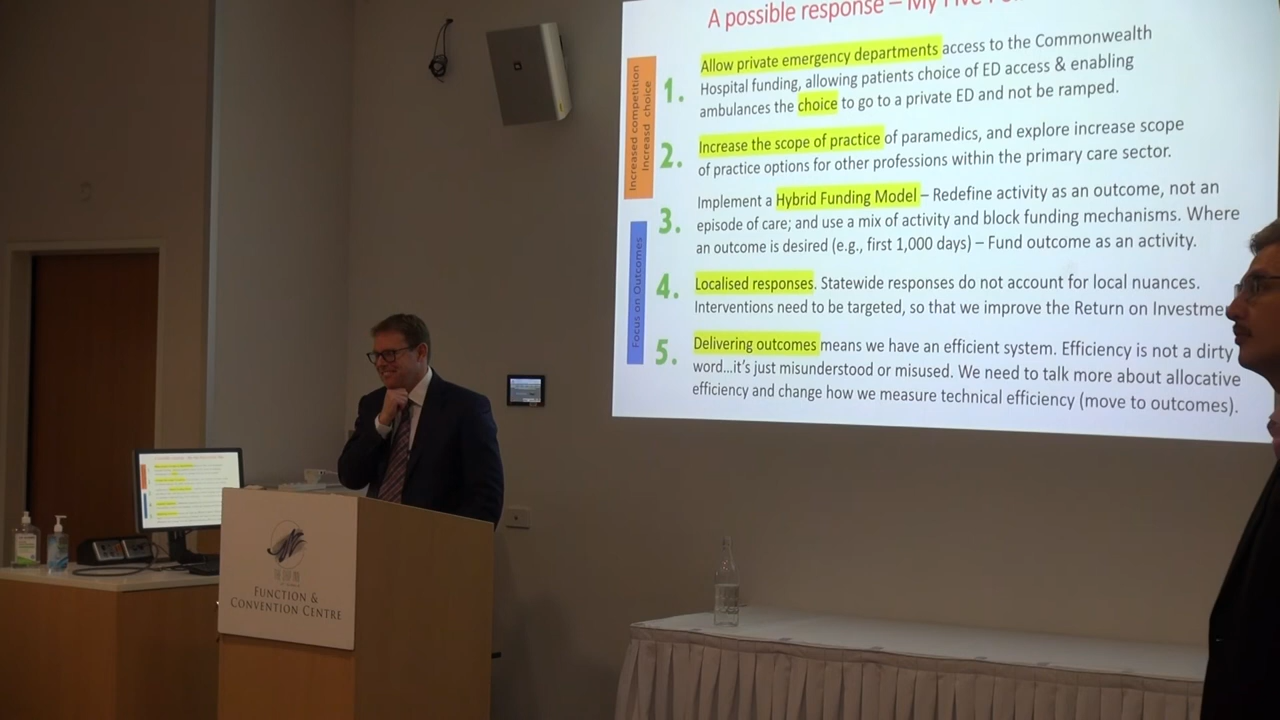 A possible response – My Five
Increased competition
Increasd choice
1. Allow private emergency departments access to the Commonwealth
Hospital funding, allowing patients choice of ED access & enabling
ambulances the choice to go to a private ED and not be ramped.
2. Increase the scope of practice of paramedics, and explore increase scope
of practice options for other professions within the primary care sector.
3. Implement a Hybrid Funding Model – Redefine activity as an outcome, not an
episode of care; and use a mix of activity and block funding mechanisms. Where
an outcome is desired (e.g., first 1,000 days) – Fund outcome as an activity.
Focus on Outcomes
4. Localised responses. Statewide responses do not account for local nuances.
Interventions need to be targeted, so that we improve the Return on Investme
5. Delivering outcomes means we have an efficient system. Efficiency is not a dirty
word...it's just misunderstood or misused. We need to talk more about allocative
efficiency and change how we measure technical efficiency (move to outcomes).
FUNCTION &
CONVENTION CENTRE